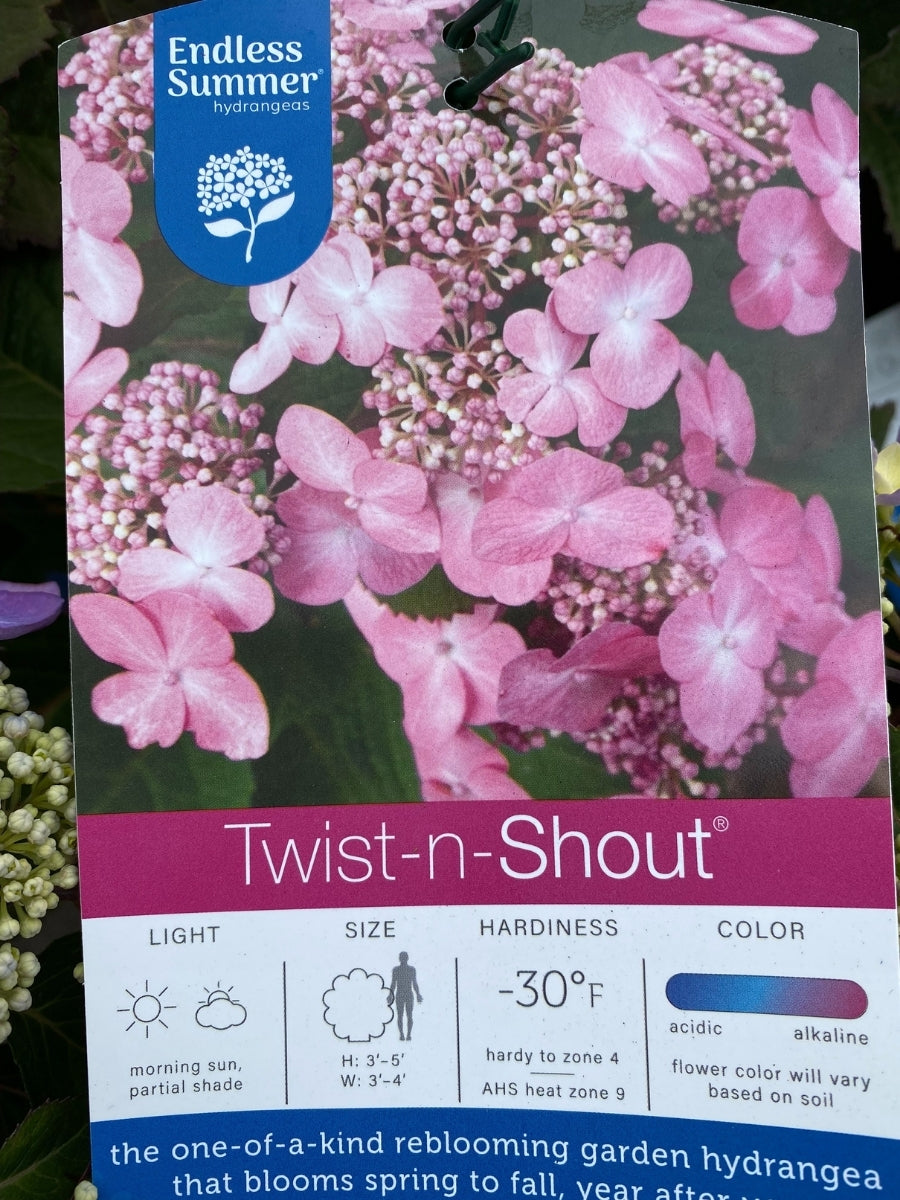 Endless
Summer®
hydrangeas
Twist-n-Shout®
LIGHT
morning sun,
partial shade
SIZE
H: 3'-5'
W: 3'-4'
HARDINESS
-30°F
hardy to zone 4
AHS heat zone 9
COLOR
acidic
alkaline
flower color will vary
based on soil
the one-of-a-kind reblooming garden hydrangea
that blooms spring to fall, year after